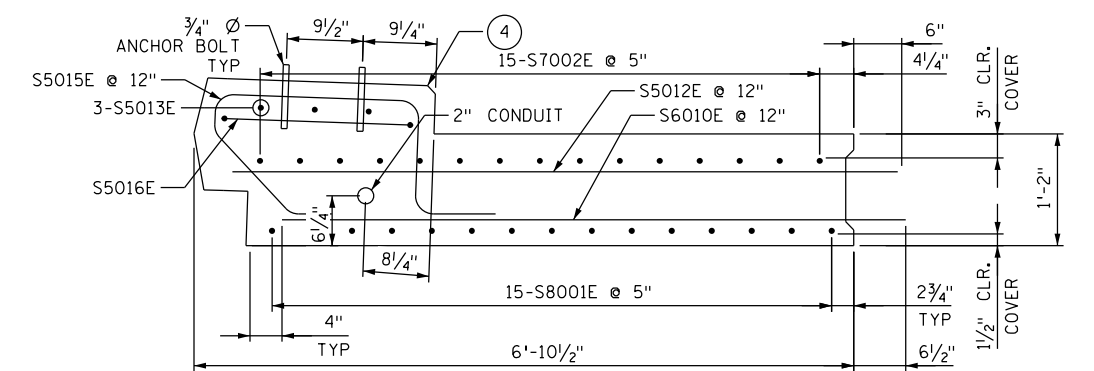 3/4" Ø
ANCHOR BOLT
TYP
9 1/2"
9 1/4"
4
6"
15-S7002E @ 5"
4 1/4"
3" CLR.
COVER
S5015E @ 12"
3-S5013E
S5012E @ 12"
2" CONDUIT
S6010E @ 12"
S5016E
1'-2"
6 1/4"
8 1/4"
15-S8001E @ 5"
2 3/4"
TYP
1 1/2" CLR.
COVER
4"
TYP
6'-10 1/2"
6 1/2"